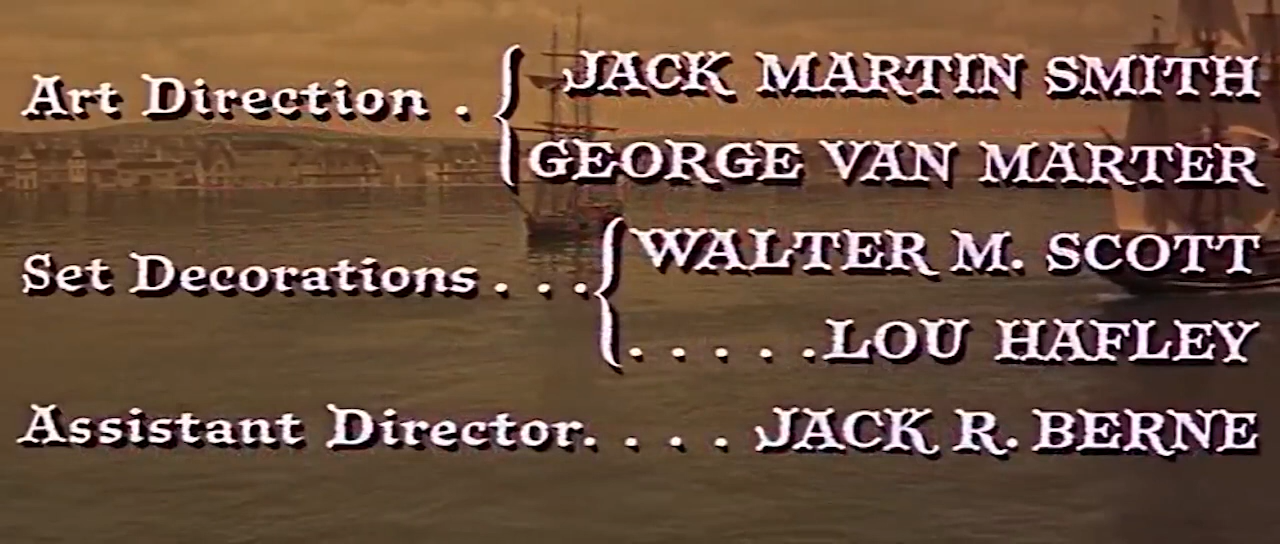 Art Direction . { JACK MARTIN SMITH
GEORGE VAN MARTER
Set Decorations . . . { WALTER M. SCOTT
. . . . . LOU HAFLEY
Assistant Director. . . . JACK R. BERNE